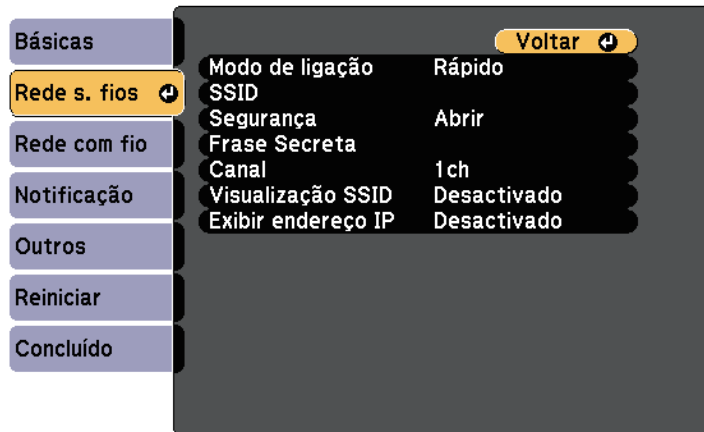 Básicas
Rede s. fios
Rede com fio
Notificação
Outros
Reiniciar
Concluído
Voltar
Modo de ligação Rápido
SSID
Segurança Abrir
Frase Secreta
Canal 1ch
Visualização SSID Desactivado
Exibir endereço IP Desactivado